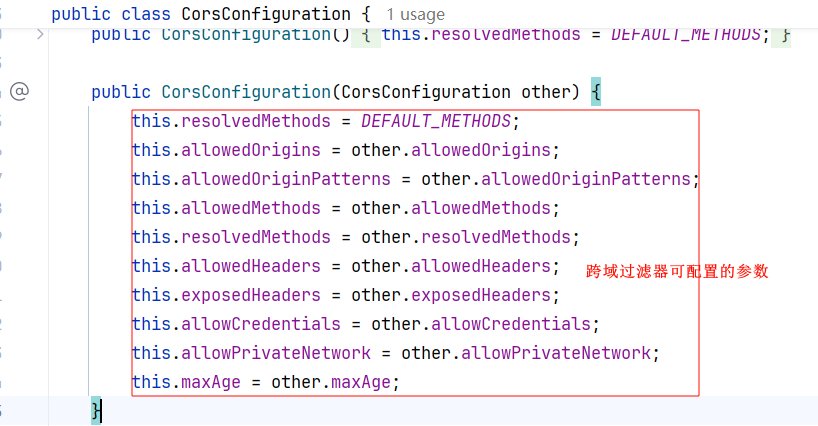 public class CorsConfiguration {  1 usage
public CorsConfiguration() { this.resolvedMethods = DEFAULT_METHODS; }
public CorsConfiguration(CorsConfiguration other) {
this.resolvedMethods = DEFAULT_METHODS;
this.allowedOrigins = other.allowedOrigins;
this.allowedOriginPatterns = other.allowedOriginPatterns;
this.allowedMethods = other.allowedMethods;
this.resolvedMethods = other.resolvedMethods;
this.allowedHeaders = other.allowedHeaders;
跨域过滤器可配置的参数
this.exposedHeaders = other.exposedHeaders;
this.allowCredentials = other.allowCredentials;
this.allowPrivateNetwork = other.allowPrivateNetwork;
this.maxAge = other.maxAge;
}